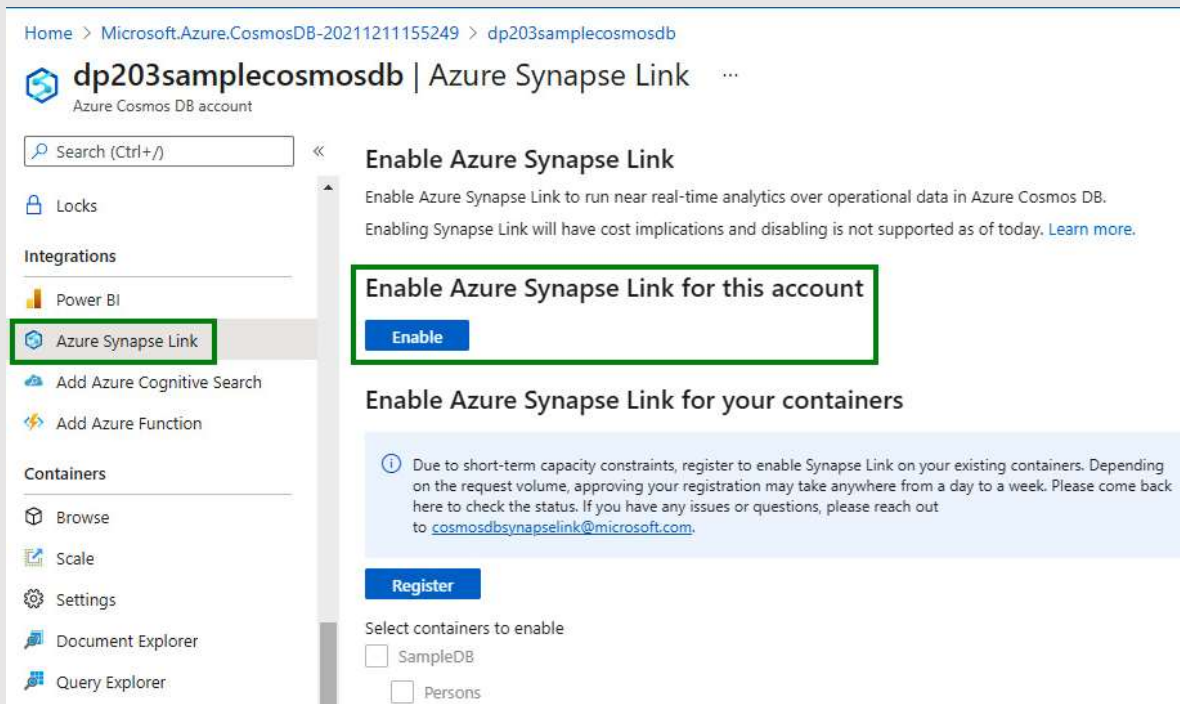 Home > Microsoft.Azure.CosmosDB-20211211155249 > dp203samplecosmosdb
dp203samplecosmosdb | Azure Synapse Link ...
Azure Cosmos DB account
Search (Ctrl+/)
«
Locks
Integrations
Power BI
Azure Synapse Link
Add Azure Cognitive Search
Add Azure Function
Containers
Browse
Scale
Settings
Document Explorer
Query Explorer
Enable Azure Synapse Link
Enable Azure Synapse Link to run near real-time analytics over operational data in Azure Cosmos DB.
Enabling Synapse Link will have cost implications and disabling is not supported as of today. Learn more.
Enable Azure Synapse Link for this account
Enable
Enable Azure Synapse Link for your containers
Due to short-term capacity constraints, register to enable Synapse Link on your existing containers. Depending
on the request volume, approving your registration may take anywhere from a day to a week. Please come back
here to check the status. If you have any issues or questions, please reach out
to cosmosdbsynapselink@microsoft.com.
Register
Select containers to enable
SampleDB
Persons